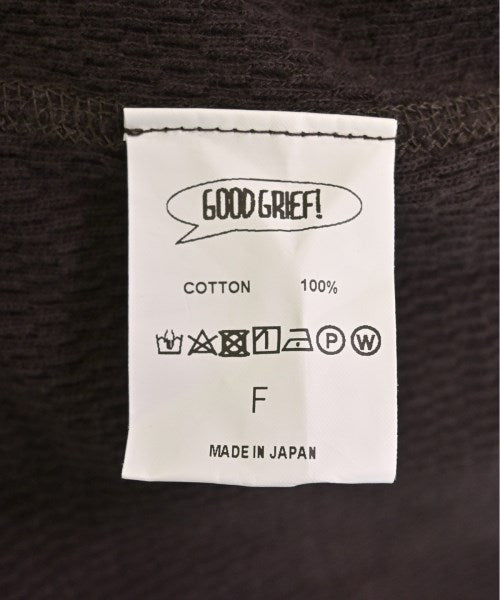 GOOD GRIEF!
COTTON 100%
P W
F
MADE IN JAPAN